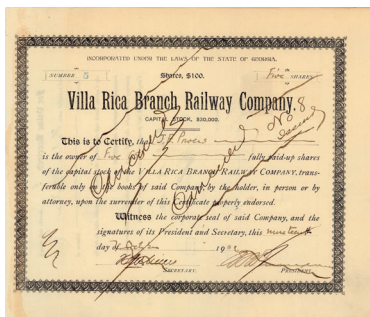 INCORPORATED UNDER THE LAWS OF THE STATE OF GEORGIA.
NUMBER 5 Shares, $100. Five SHARES
Villa Rica Branch Railway Company.
CAPITAL STOCK, $30,000.
No. 8 Issued
This is to Certify, that
is the owner of Five fully paid-up shares
of the capital stock of the VILLA RICA BRANCH RAILWAY COMPANY, trans-
ferable only on the books of said Company by the holder, in person or by
attorney, upon the surrender of this Certificate properly endorsed.
Witness the corporate seal of said Company, and the
signatures of its President and Secretary, this nineteenth
day of
SECRETARY. PRESIDENT.